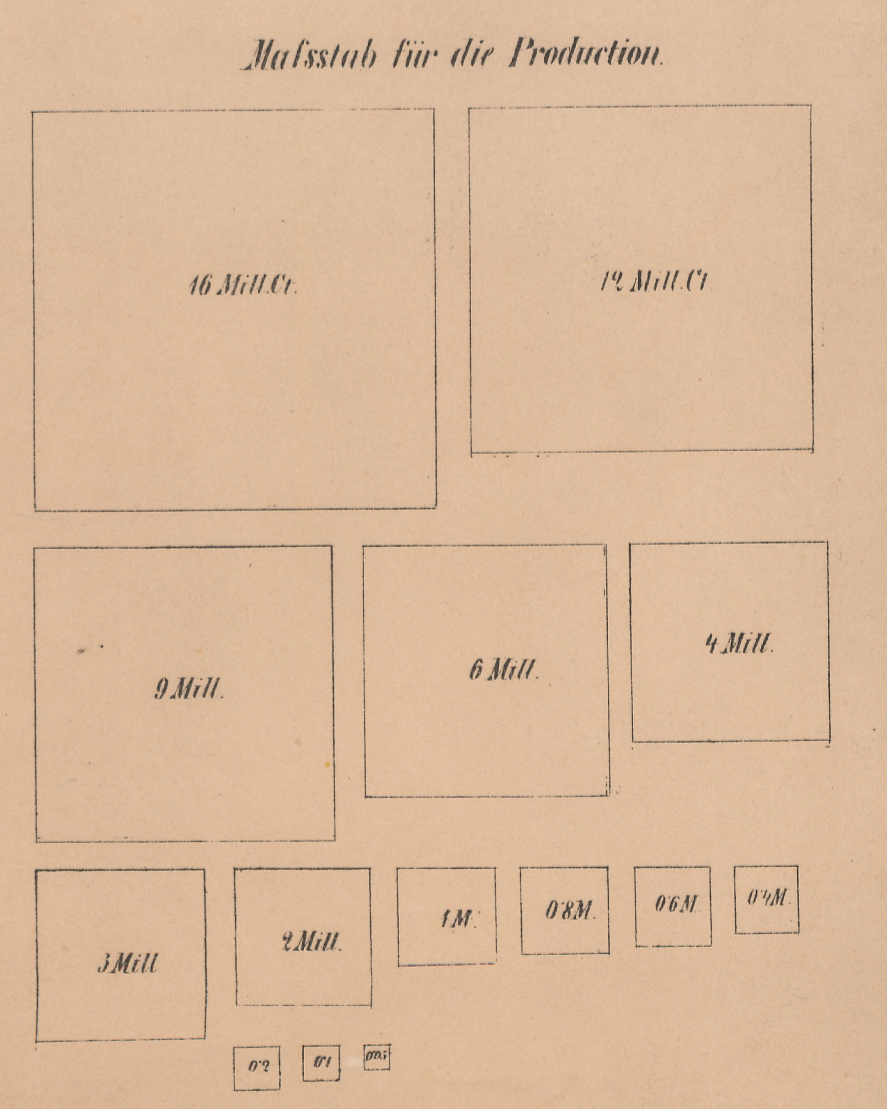 Maßstab für die Production.
16 Mill.Ct.
12 Mill.Ct.
9 Mill.
6 Mill.
4 Mill.
3 Mill
2 Mill.
1 M.
0·8 M.
0·6 M.
0·4 M.
0·2
0·1
0·05